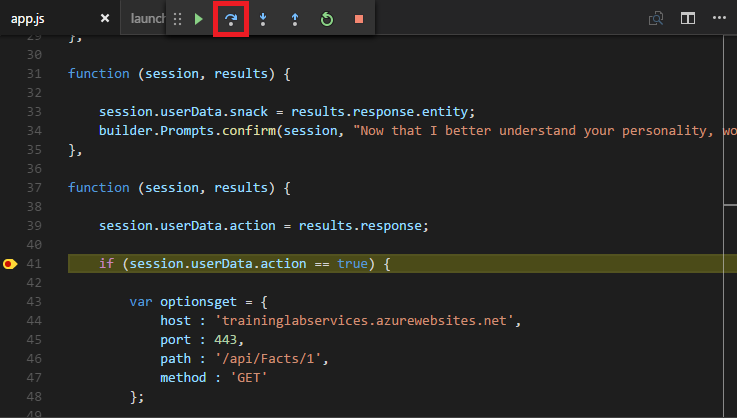 app.js launch
29 },
30
31 function (session, results) {
32
33 session.userData.snack = results.response.entity;
34 builder.Prompts.confirm(session, "Now that I better understand your personality, wo
35 },
36
37 function (session, results) {
38
39 session.userData.action = results.response;
40
41 if (session.userData.action == true) {
42
43 var optionsget = {
44 host : 'traininglabservices.azurewebsites.net',
45 port : 443,
46 path : '/api/Facts/1',
47 method : 'GET'
48 };
49